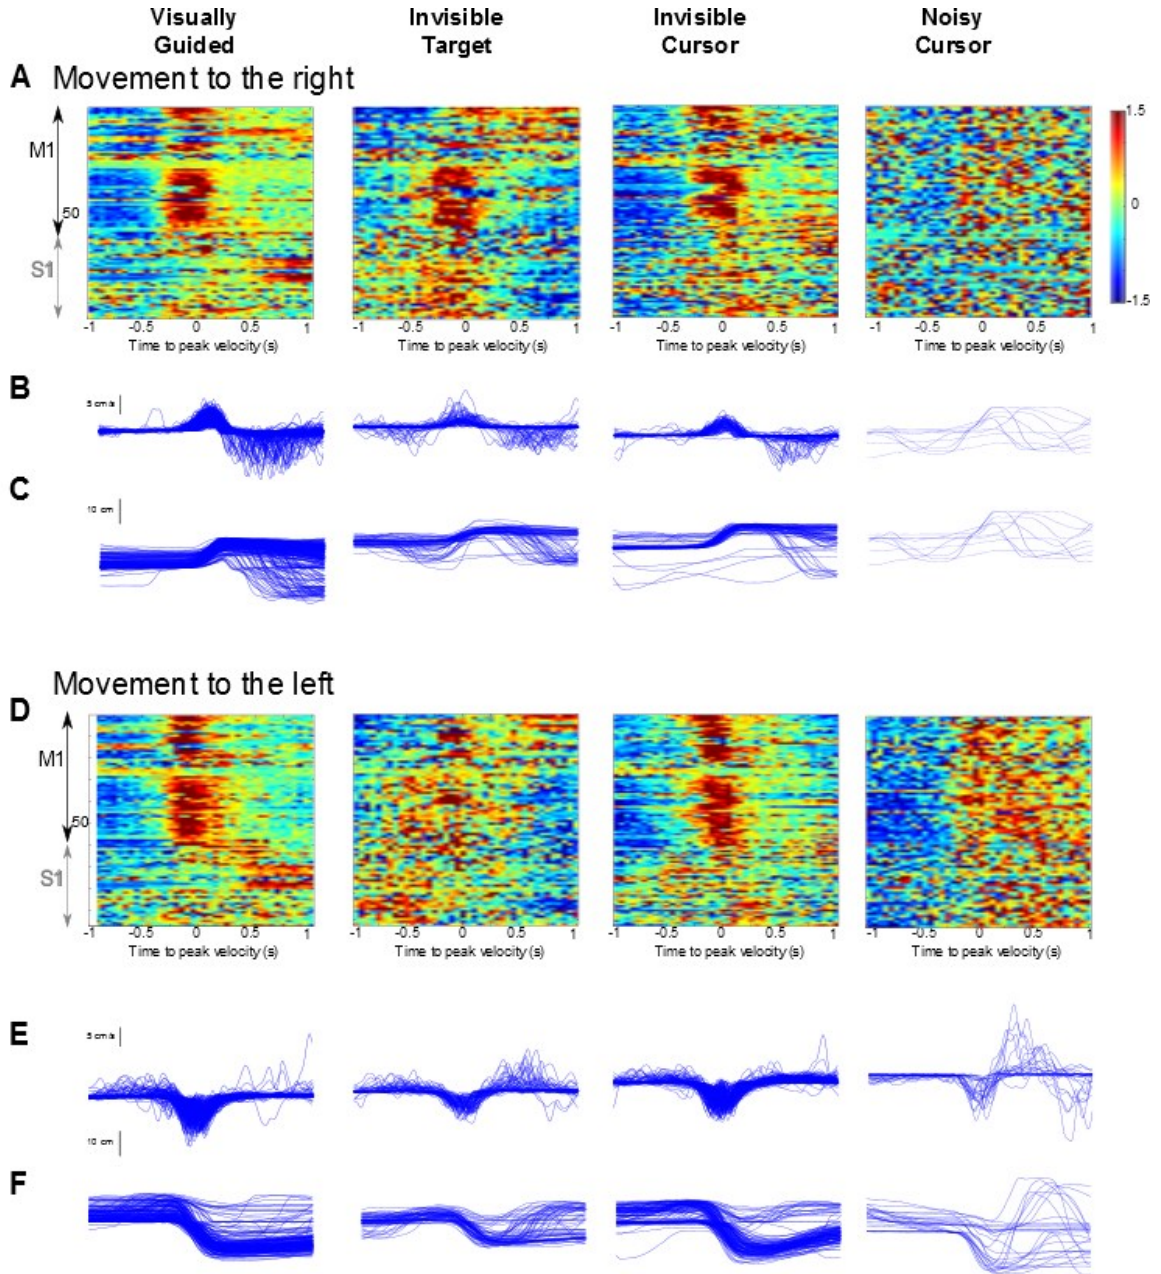 Visually Guided
Invisible Target
Invisible Cursor
Noisy Cursor
A Movement to the right
M1
50
S1
1.5
0
-1.5
-1 -0.5 0 0.5 1
-1 -0.5 0 0.5 1
-1 -0.5 0 0.5 1
-1 -0.5 0 0.5 1
Time to peak velocity (s)
Time to peak velocity (s)
Time to peak velocity (s)
Time to peak velocity (s)
B
5 cm/s
C
10 cm
Movement to the left
D
M1
50
S1
-1 -0.5 0 0.5 1
-1 -0.5 0 0.5 1
-1 -0.5 0 0.5 1
-1 -0.5 0 0.5 1
Time to peak velocity (s)
Time to peak velocity (s)
Time to peak velocity (s)
Time to peak velocity (s)
E
5 cm/s
10 cm
F